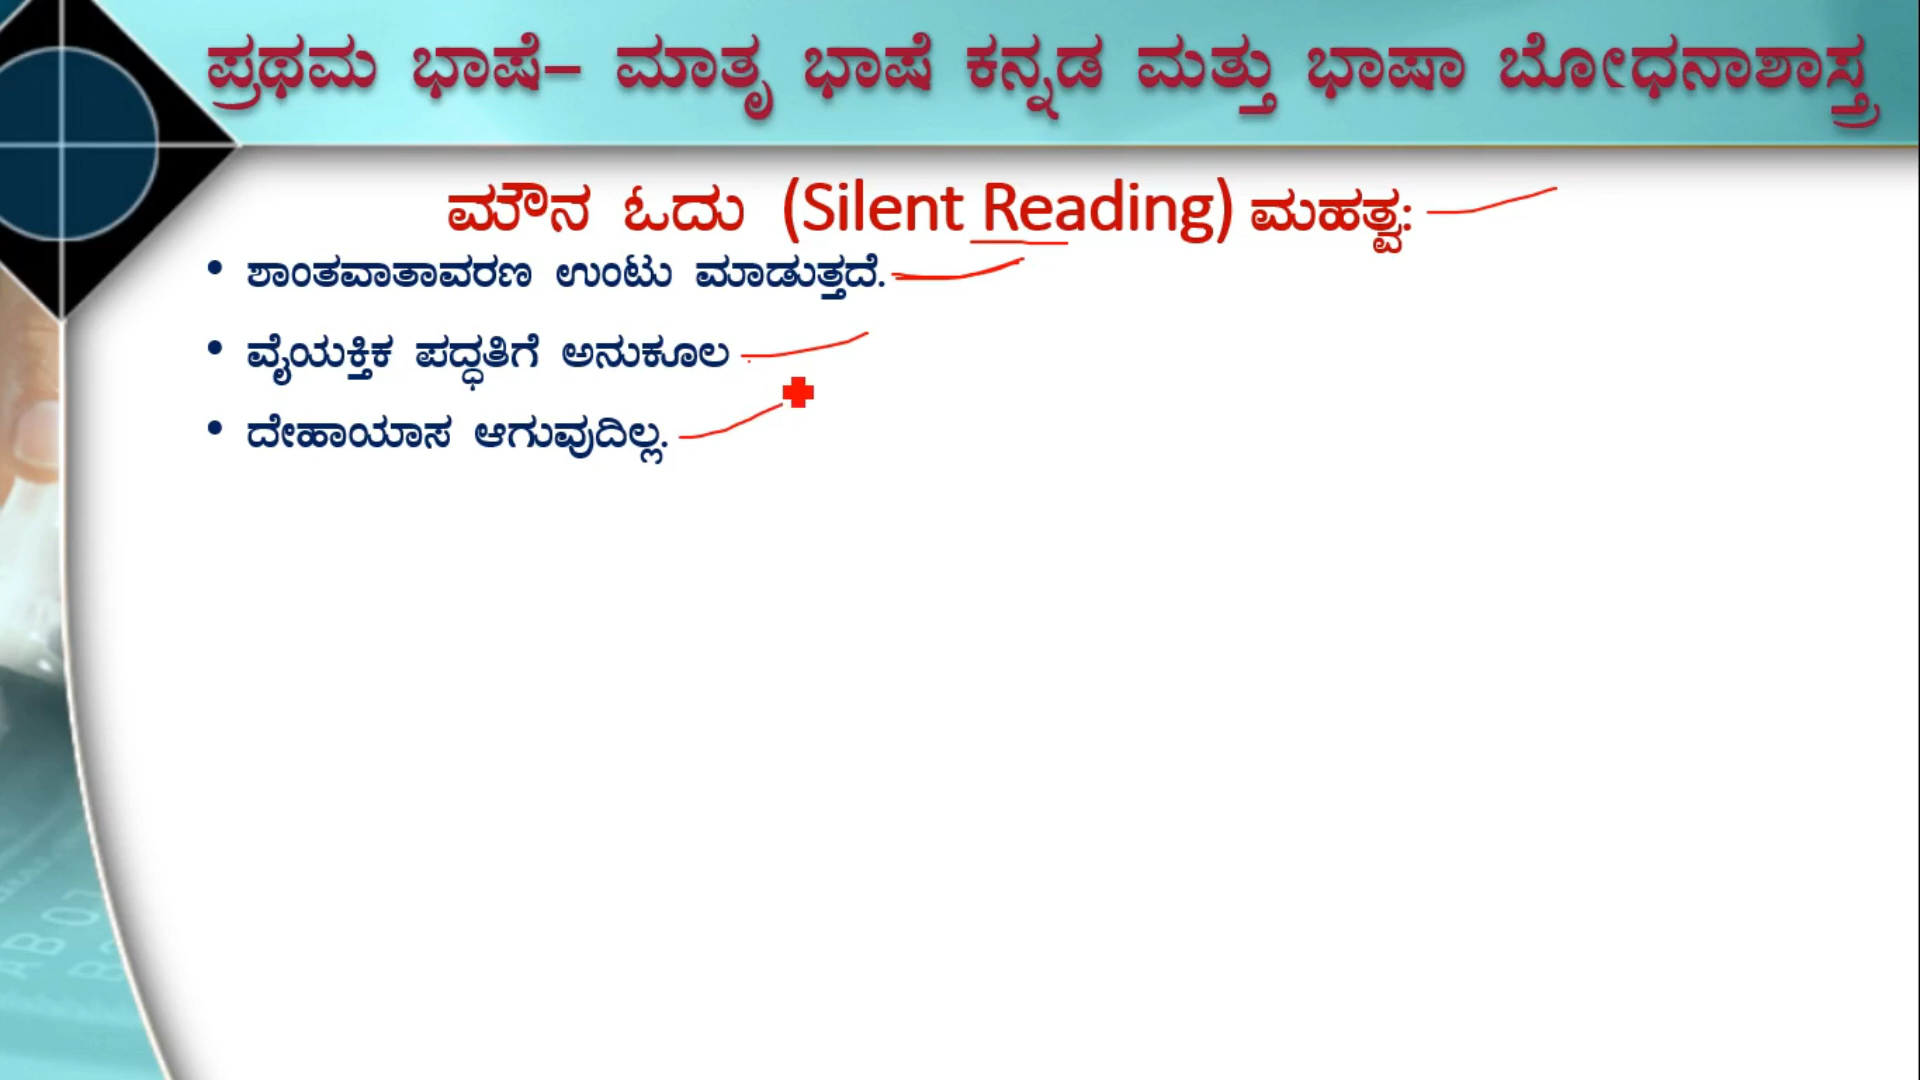 ಪ್ರಥಮ ಭಾಷೆ– ಮಾತೃ ಭಾಷೆ ಕನ್ನಡ ಮತ್ತು ಭಾಷಾ ಬೋಧನಾಶಾಸ್ತ್ರ
ಮೌನ ಓದು (Silent Reading) ಮಹತ್ವ:
• ಶಾಂತವಾತಾವರಣ ಉಂಟು ಮಾಡುತ್ತದೆ.
• ವೈಯಕ್ತಿಕ ಪದ್ಧತಿಗೆ ಅನುಕೂಲ
• ದೇಹಾಯಾಸ ಆಗುವುದಿಲ್ಲ.